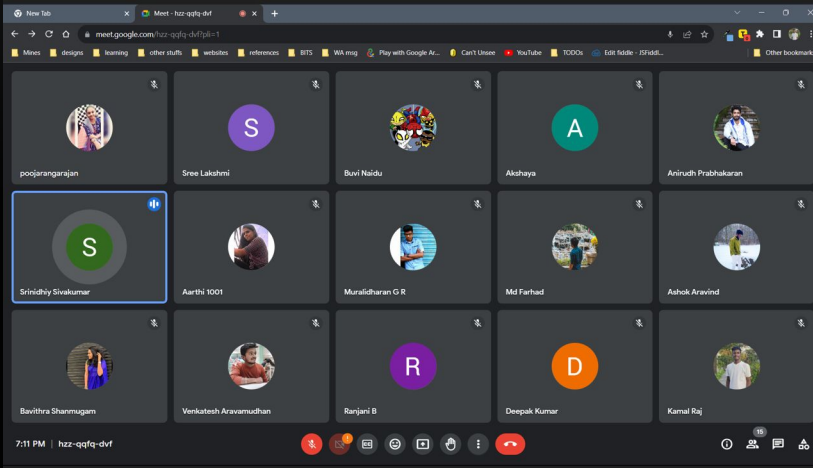 New Tab
Meet - hzz-qqfq-dvf
meet.google.com/hzz-qqfq-dvf?pli=1
Mines designs learning other stuffs websites references BITS WA msg Play with Google Ar... Can't Unsee YouTube TODOs Edit fiddle - JSFiddl... Other bookmark
poojarangarajan
S
Sree Lakshmi
Buvi Naidu
A
Akshaya
Anirudh Prabhakaran
S
Srinidhiy Sivakumar
Aarthi 1001
Muralidharan G R
Md Farhad
Ashok Aravind
Bavithra Shanmugam
Venkatesh Aravamudhan
R
Ranjani B
D
Deepak Kumar
Kamal Raj
7:11 PM | hzz-qqfq-dvf
15